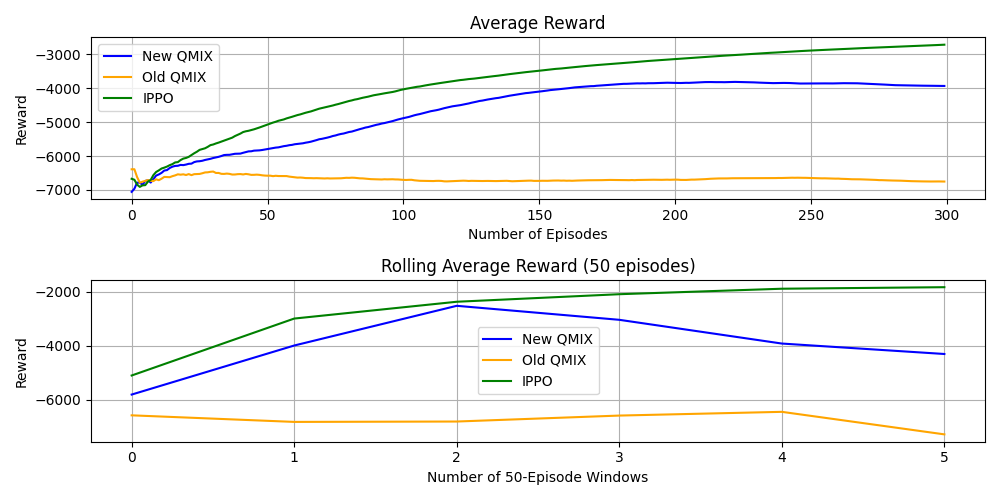 Average Reward
Reward
−3000
−4000
−5000
−6000
−7000
New QMIX
Old QMIX
IPPO
0 50 100 150 200 250 300
Number of Episodes
Rolling Average Reward (50 episodes)
Reward
−2000
−4000
−6000
New QMIX
Old QMIX
IPPO
0 1 2 3 4 5
Number of 50-Episode Windows